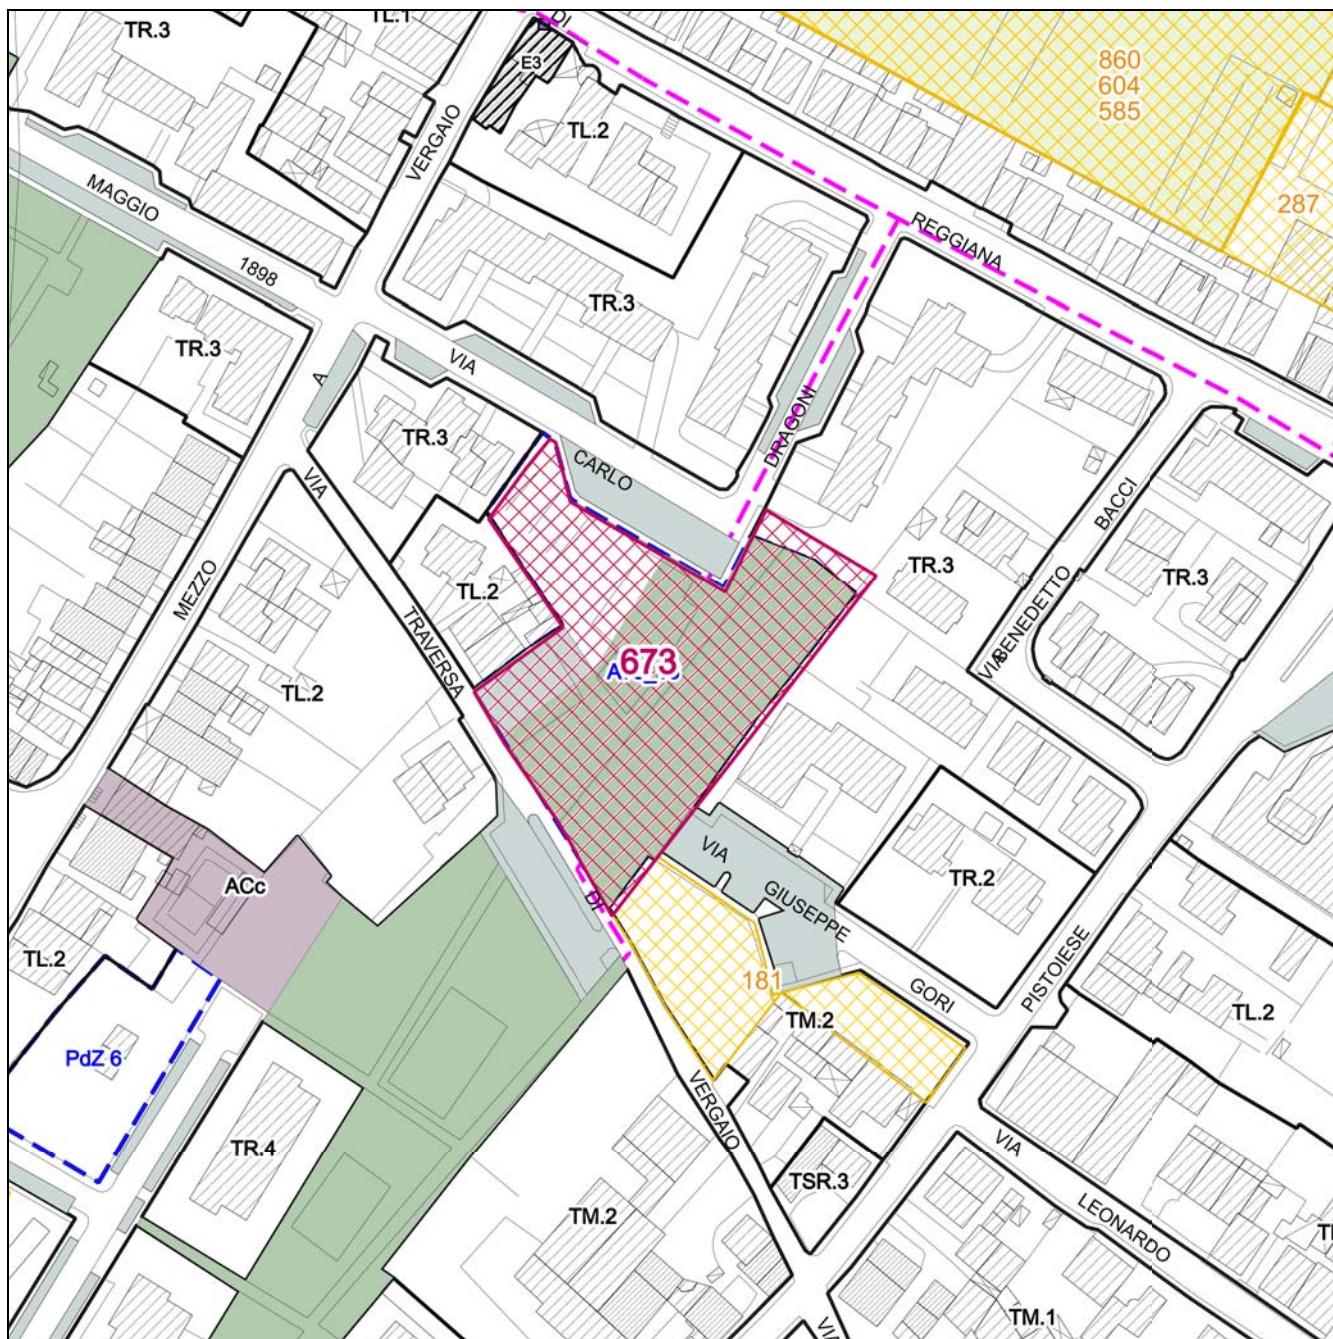 TR.3
TL.1
DI
E3
860
604
585
VERGAIO
TL.2
MAGGIO
287
REGGIANA
1898
TR.3
TR.3
VIA
TR.3
DRAGONI
CARLO
VIA
BACCI
TR.3
TR.3
MEZZO
TL.2
BENEDETTO
VIA
TRAVERSA
673
TL.2
VIA
GIUSEPPE
TR.2
ACc
DI
PISTOIESE
TL.2
181
GORI
TL.2
TM.2
PdZ 6
VERGAIO
TR.4
VIA
TSR.3
LEONARDO
TM.2
TM.1
VIA